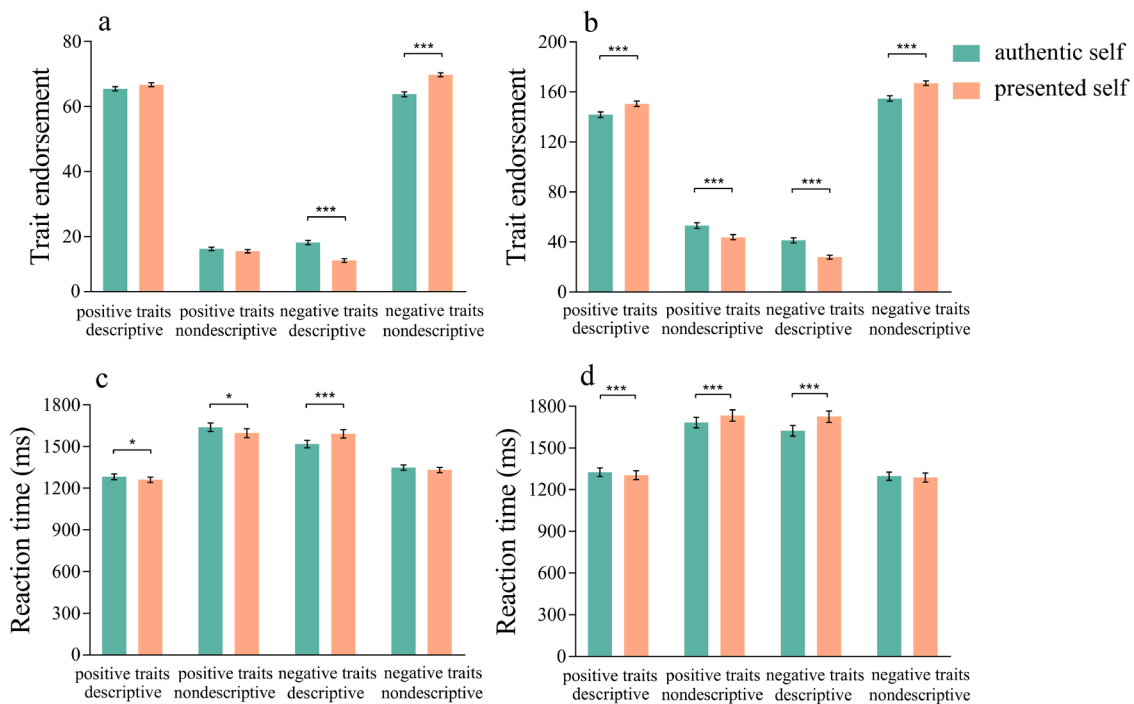 a
80
60
40
20
0
Trait endorsement
***
***
positive traits
descriptive
positive traits
nondescriptive
negative traits
descriptive
negative traits
nondescriptive
b
200
160
120
80
40
0
Trait endorsement
***
***
***
***
positive traits
descriptive
positive traits
nondescriptive
negative traits
descriptive
negative traits
nondescriptive
authentic self
presented self
c
1800
1500
1200
900
600
300
0
Reaction time (ms)
*
*
***
positive traits
descriptive
positive traits
nondescriptive
negative traits
descriptive
negative traits
nondescriptive
d
1800
1500
1200
900
600
300
0
Reaction time (ms)
***
***
***
positive traits
descriptive
positive traits
nondescriptive
negative traits
descriptive
negative traits
nondescriptive